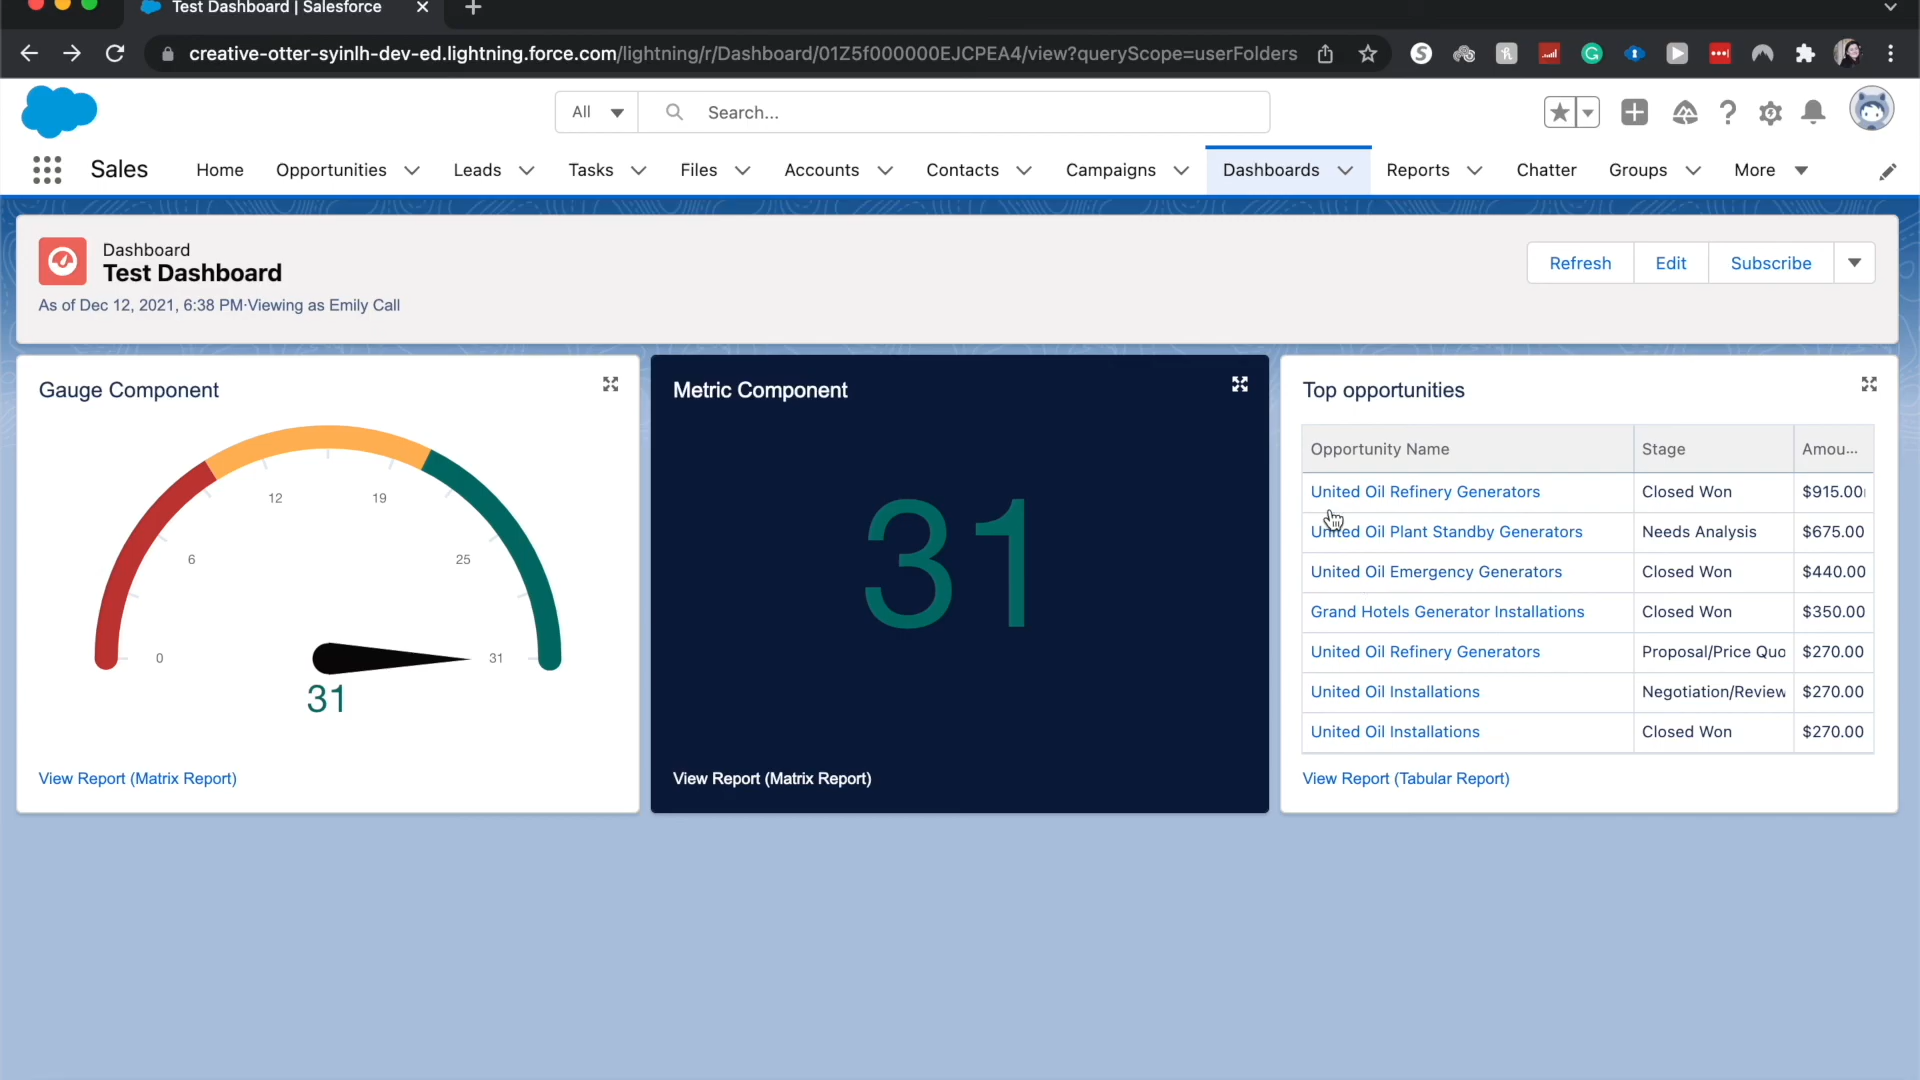 Test Dashboard | Salesforce
creative-otter-syinlh-dev-ed.lightning.force.com/lightning/r/Dashboard/01Z5f000000EJCPEA4/view?queryScope=userFolders
All
Search...
Sales Home Opportunities Leads Tasks Files Accounts Contacts Campaigns Dashboards Reports Chatter Groups More
Dashboard
Test Dashboard
As of Dec 12, 2021, 6:38 PM·Viewing as Emily Call
Refresh Edit Subscribe
Gauge Component
0
6
12
19
25
31
31
View Report (Matrix Report)
Metric Component
31
View Report (Matrix Report)
Top opportunities
Opportunity Name Stage Amou...
United Oil Refinery Generators Closed Won $915.00
United Oil Plant Standby Generators Needs Analysis $675.00
United Oil Emergency Generators Closed Won $440.00
Grand Hotels Generator Installations Closed Won $350.00
United Oil Refinery Generators Proposal/Price Quo $270.00
United Oil Installations Negotiation/Review $270.00
United Oil Installations Closed Won $270.00
View Report (Tabular Report)